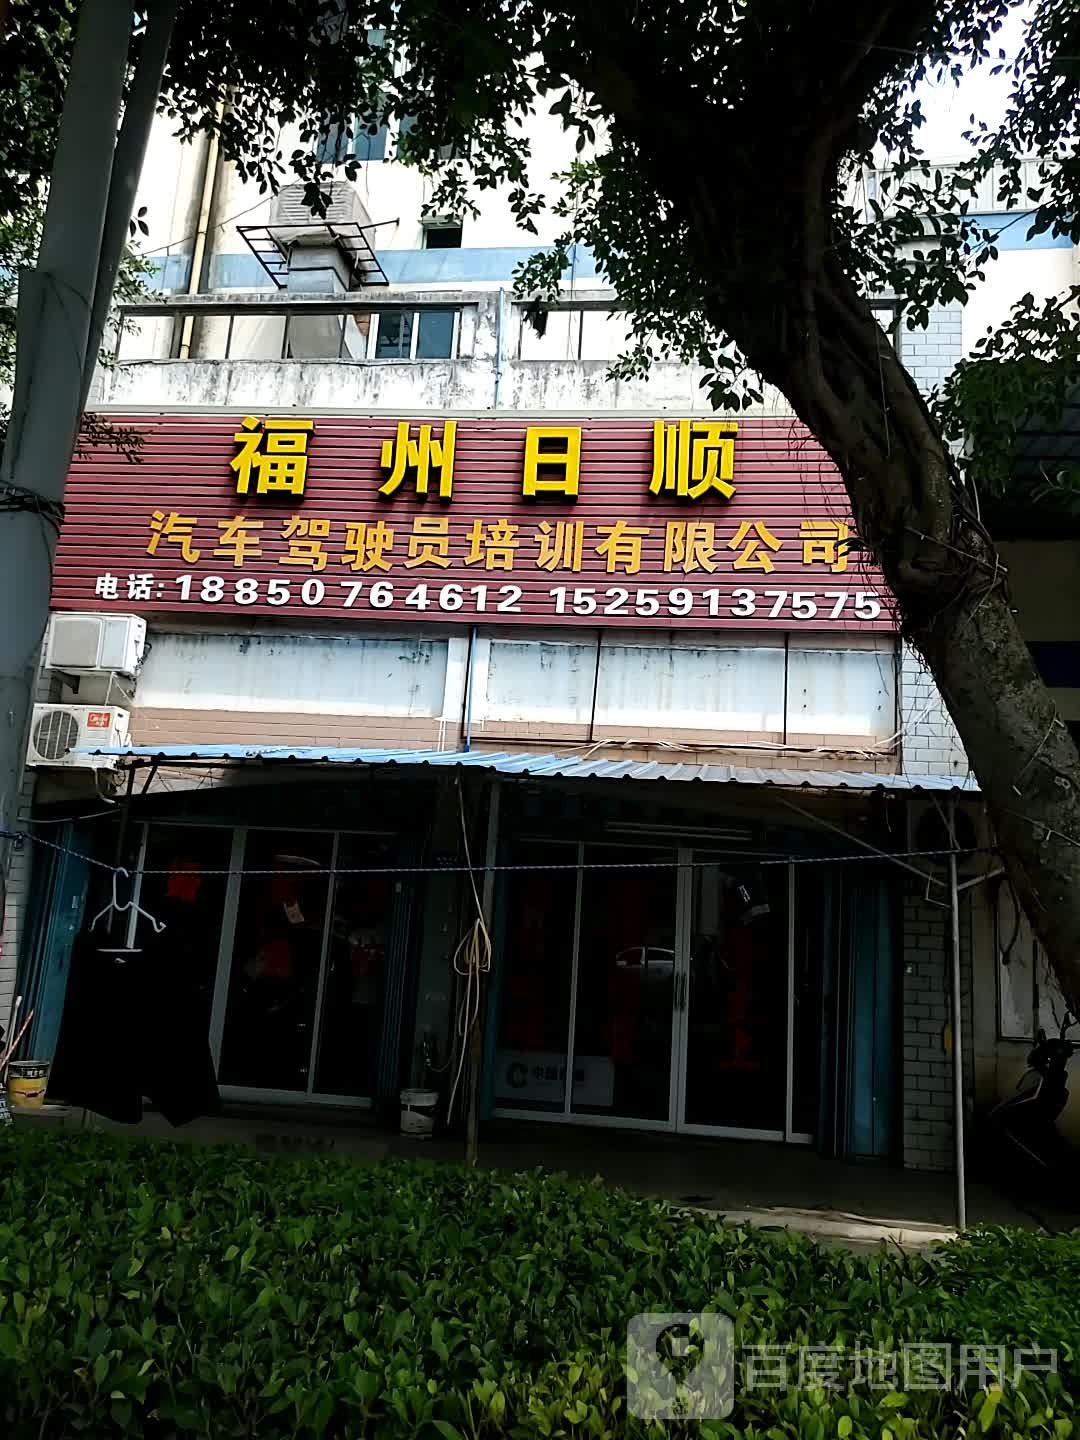 福州日顺
汽车驾驶员培训有限公司
电话:18850764612 15259137575
Midea
百度地图用户